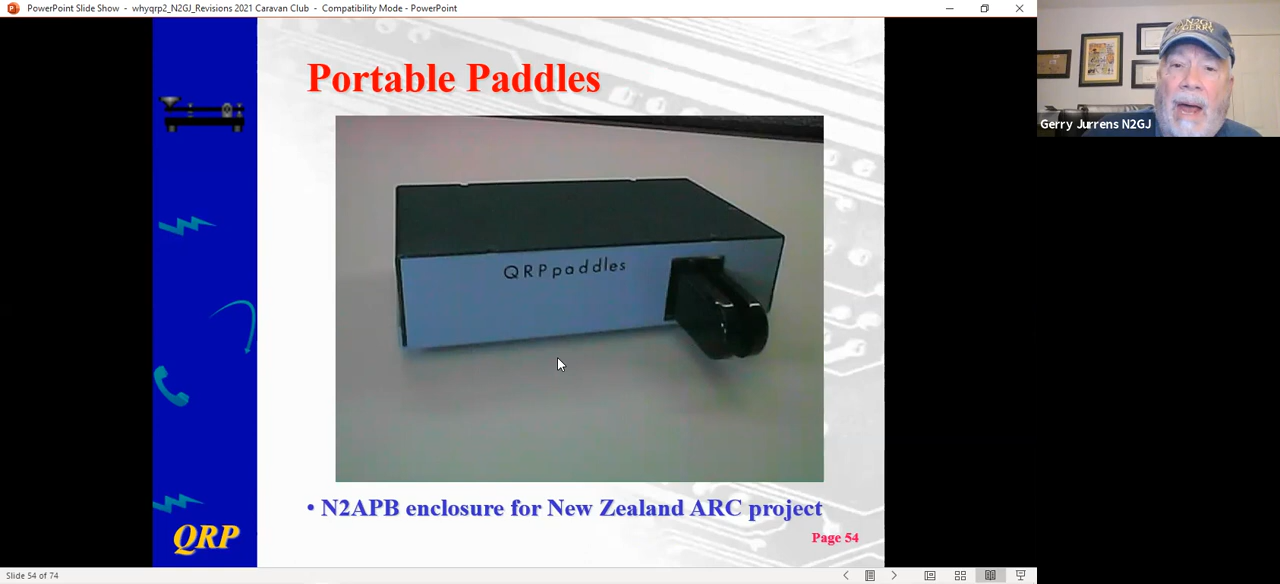 PowerPoint Slide Show - whyqrp2_N2GJ_Revisions 2021 Caravan Club - Compatibility Mode - PowerPoint
Portable Paddles
Gerry Jurrens N2GJ
QRPpaddles
• N2APB enclosure for New Zealand ARC project
Page 54
QRP
Slide 54 of 74